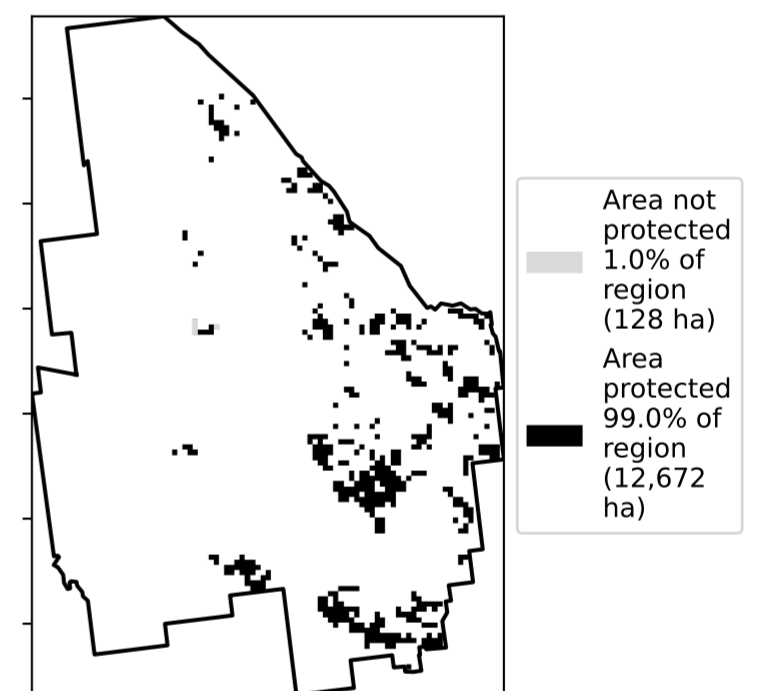 Area not
protected
1.0% of
region
(128 ha)
Area
protected
99.0% of
region
(12,672
ha)